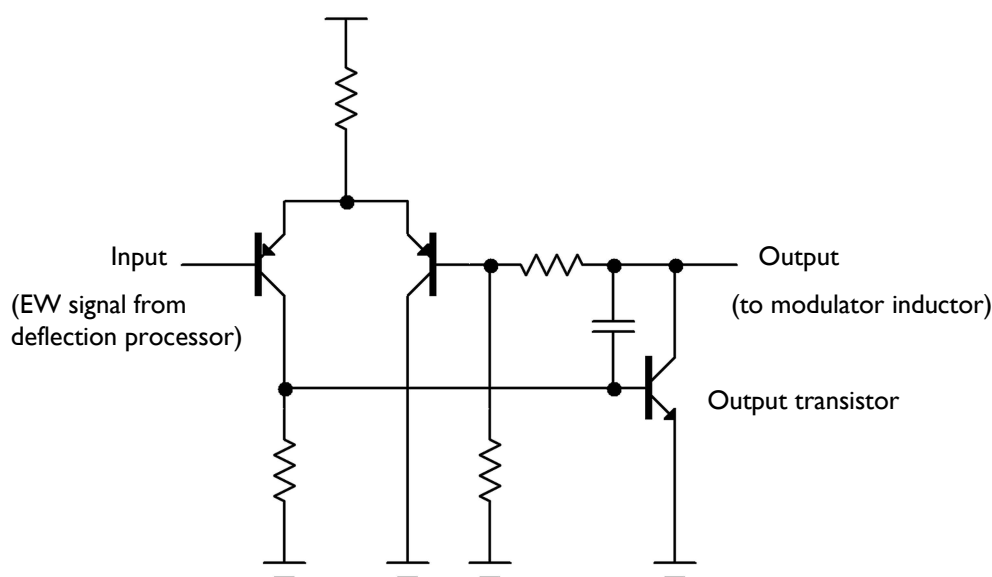 Input
(EW signal from
deflection processor)
Output
(to modulator inductor)
Output transistor